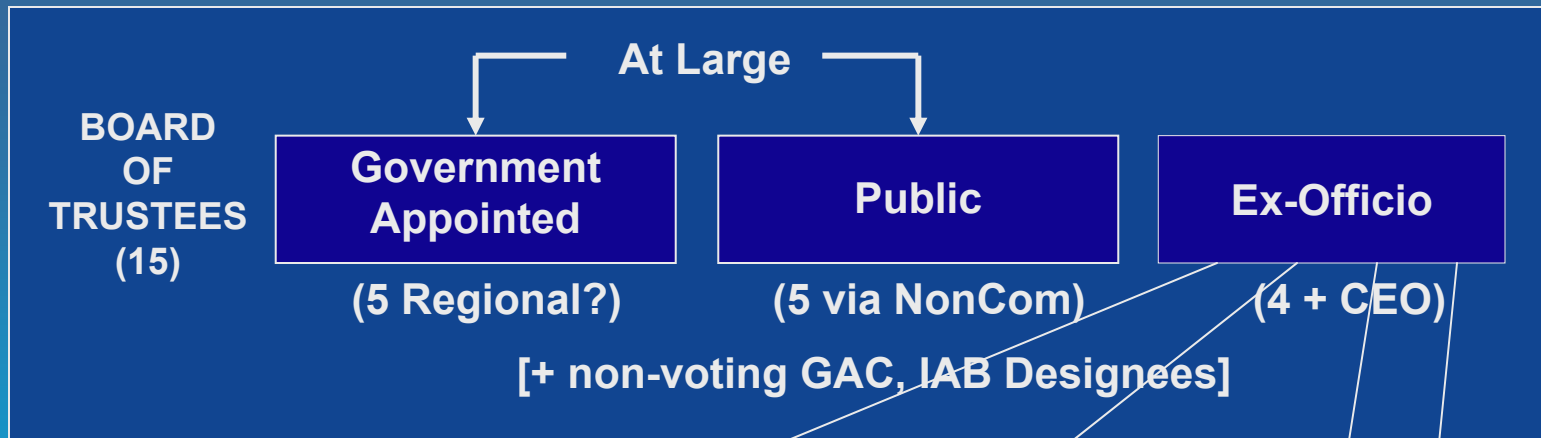 At Large
BOARD
OF
TRUSTEES
(15)
Government
Appointed
Public
Ex-Officio
(5 Regional?)
(5 via NonCom)
(4 + CEO)
[+ non-voting GAC, IAB Designees]